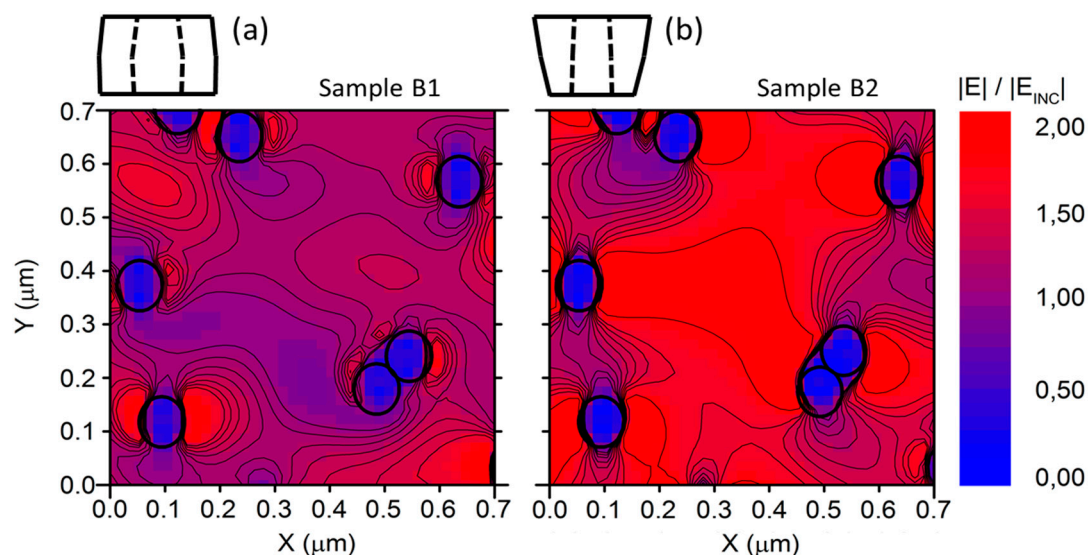 (a)
(b)
Sample B1
Sample B2
|E| / |E_INC|
0.7
0.6
0.5
0.4
0.3
0.2
0.1
0.0
Y (μm)
0.0 0.1 0.2 0.3 0.4 0.5 0.6 0.7
0.0 0.1 0.2 0.3 0.4 0.5 0.6 0.7
X (μm)
X (μm)
2,00
1,50
1,00
0,50
0,00